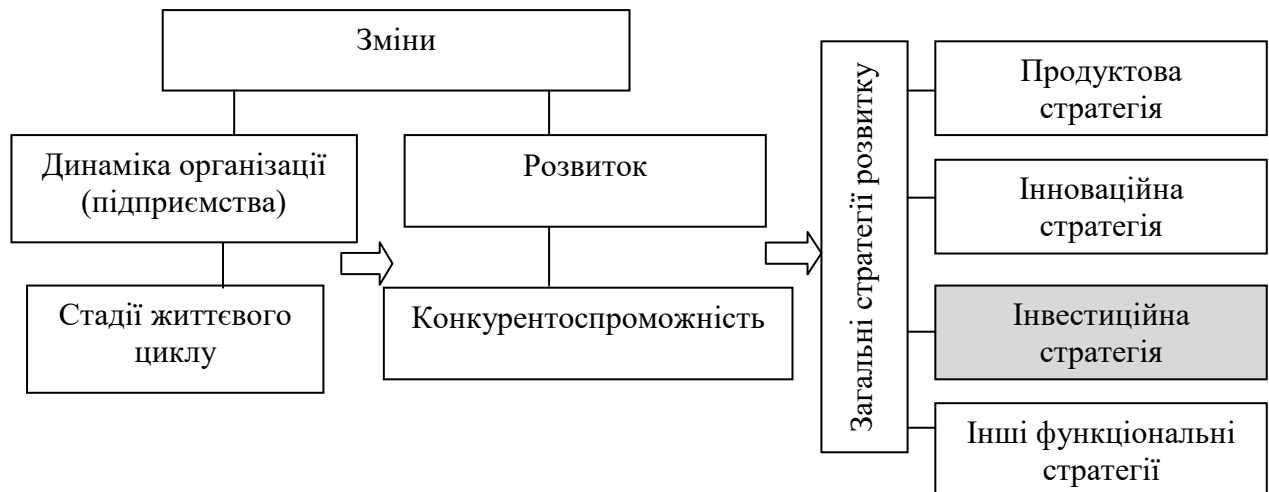 Зміни
Динаміка організації
(підприємства)
Розвиток
Стадії життєвого
циклу
Конкурентоспроможність
Загальні стратегії розвитку
Продуктова
стратегія
Інноваційна
стратегія
Інвестиційна
стратегія
Інші функціональні
стратегії